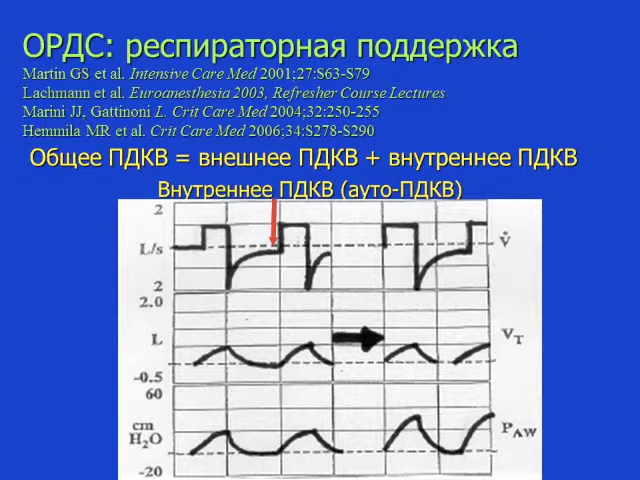 ОРДС: респираторная поддержка
Martin GS et al. Intensive Care Med 2001;27:S63-S79
Lachmann et al. Euroanesthesia 2003, Refresher Course Lectures
Marini JJ, Gattinoni L. Crit Care Med 2004;32:250-255
Hemmila MR et al. Crit Care Med 2006;34:S278-S290
Общее ПДКВ = внешнее ПДКВ + внутреннее ПДКВ
Внутреннее ПДКВ (ауто-ПДКВ)
2
L/s
V̇
2
2.0
L
VT
-0.5
60
cm
H2O
PAW
-20